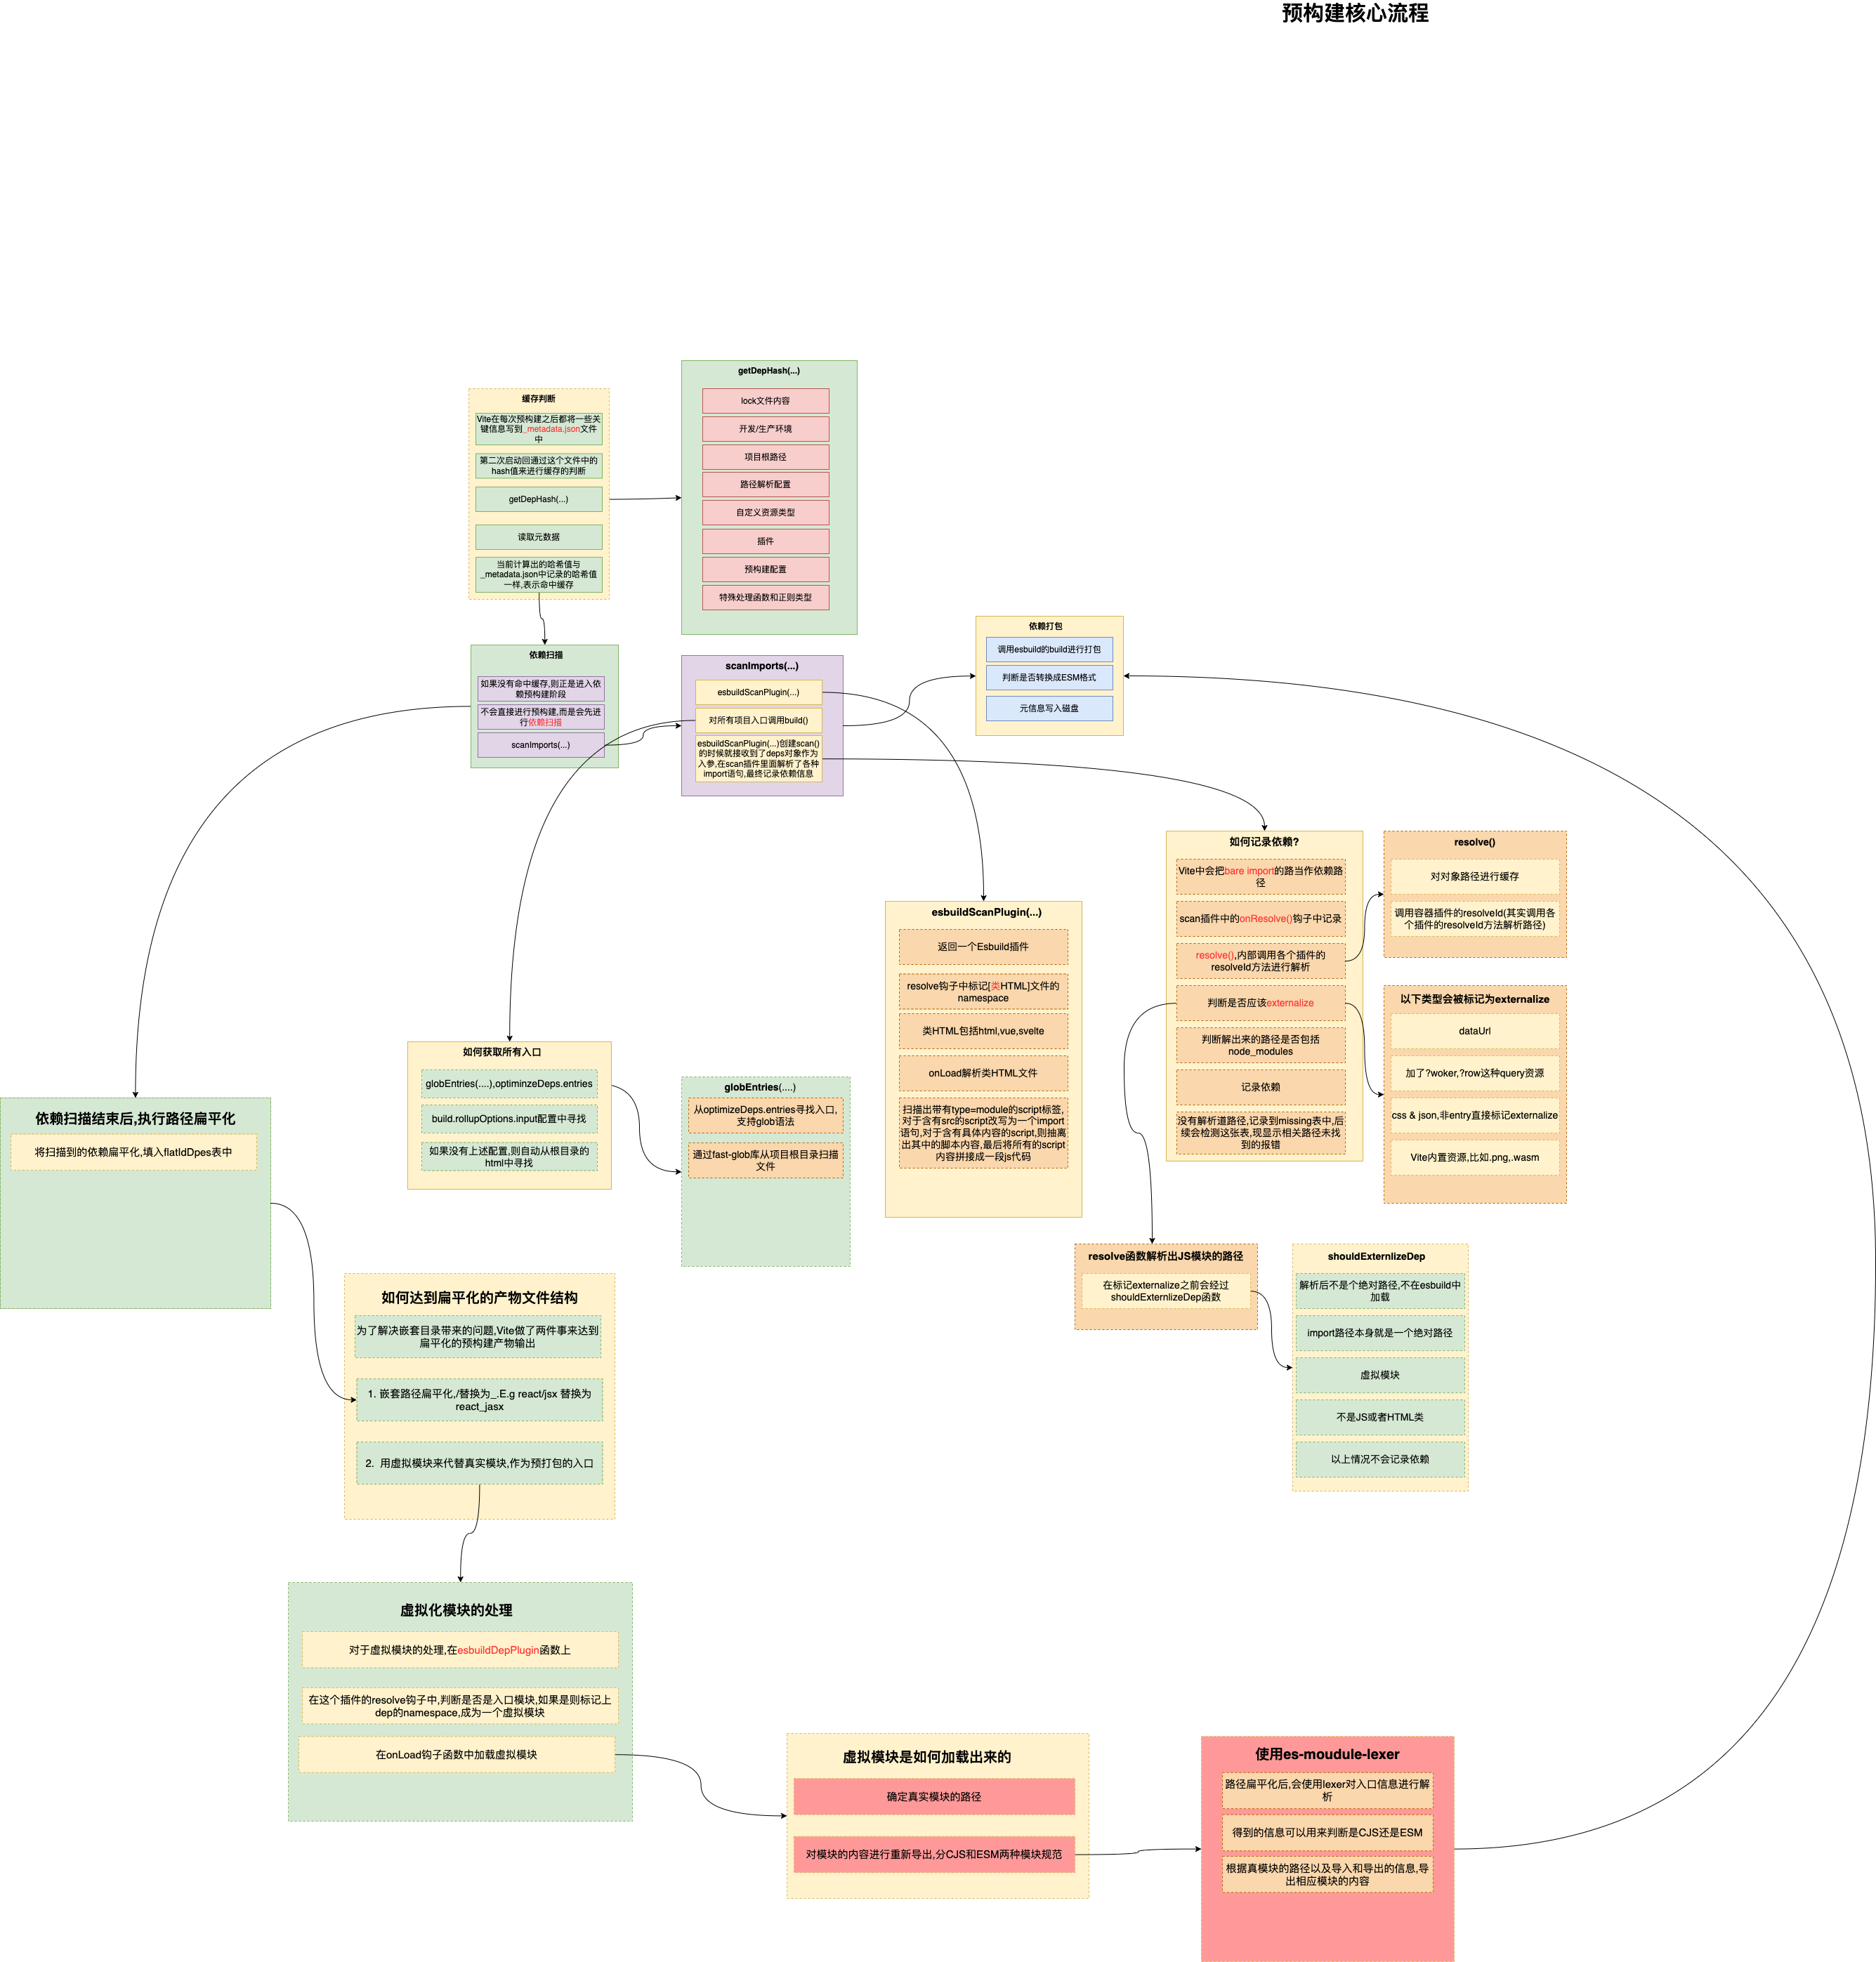 预构建核心流程
缓存判断
Vite在每次预构建之后都将一些关
键信息写到_metadata.json文件
中
第二次启动回通过这个文件中的
hash值来进行缓存的判断
getDepHash(...)
读取元数据
当前计算出的哈希值与
_metadata.json中记录的哈希值
一样,表示命中缓存
getDepHash(...)
lock文件内容
开发/生产环境
项目根路径
路径解析配置
自定义资源类型
插件
预构建配置
特殊处理函数和正则类型
依赖扫描
如果没有命中缓存,则正是进入依
赖预构建阶段
不会直接进行预构建,而是会先进
行依赖扫描
scanImports(...)
scanImports(...)
esbuildScanPlugin(...)
对所有项目入口调用build()
esbuildScanPlugin(...)创建scan()
的时候就接收到了deps对象作为
入参,在scan插件里面解析了各种
import语句,最终记录依赖信息
依赖打包
调用esbuild的build进行打包
判断是否转换成ESM格式
元信息写入磁盘
如何记录依赖?
Vite中会把bare import的路当作依赖路
径
scan插件中的onResolve()钩子中记录
resolve(),内部调用各个插件的
resolveId方法进行解析
判断是否应该externalize
判断解出来的路径是否包括
node_modules
记录依赖
没有解析道路径,记录到missing表中,后
续会检测这张表,现显示相关路径未找
到的报错
resolve()
对对象路径进行缓存
调用容器插件的resolveId(其实调用各
个插件的resolveId方法解析路径)
以下类型会被标记为externalize
dataUrl
加了?woker,?row这种query资源
css & json,非entry直接标记externalize
Vite内置资源,比如.png,.wasm
esbuildScanPlugin(...)
返回一个Esbuild插件
resolve钩子中标记[类HTML]文件的
namespace
类HTML包括html,vue,svelte
onLoad解析类HTML文件
扫描出带有type=module的script标签,
对于含有src的script改写为一个import
语句,对于含有具体内容的script,则抽离
出其中的脚本内容,最后将所有的script
内容拼接成一段js代码
如何获取所有入口
globEntries(....),optiminzeDeps.entries
build.rollupOptions.input配置中寻找
如果没有上述配置,则自动从根目录的
html中寻找
globEntries(....)
从optimizeDeps.entries寻找入口,
支持glob语法
通过fast-glob库从项目根目录扫描
文件
依赖扫描结束后,执行路径扁平化
将扫描到的依赖扁平化,填入flatIdDpes表中
resolve函数解析出JS模块的路径
在标记externalize之前会经过
shouldExternlizeDep函数
shouldExternlizeDep
解析后不是个绝对路径,不在esbuild中
加载
import路径本身就是一个绝对路径
虚拟模块
不是JS或者HTML类
以上情况不会记录依赖
如何达到扁平化的产物文件结构
为了解决嵌套目录带来的问题,Vite做了两件事来达到
扁平化的预构建产物输出
1. 嵌套路径扁平化,/替换为_.E.g react/jsx 替换为
react_jasx
2. 用虚拟模块来代替真实模块,作为预打包的入口
虚拟化模块的处理
对于虚拟模块的处理,在esbuildDepPlugin函数上
在这个插件的resolve钩子中,判断是否是入口模块,如果是则标记上
dep的namespace,成为一个虚拟模块
在onLoad钩子函数中加载虚拟模块
虚拟模块是如何加载出来的
确定真实模块的路径
对模块的内容进行重新导出,分CJS和ESM两种模块规范
使用es-moudule-lexer
路径扁平化后,会使用lexer对入口信息进行解
析
得到的信息可以用来判断是CJS还是ESM
根据真模块的路径以及导入和导出的信息,导
出相应模块的内容